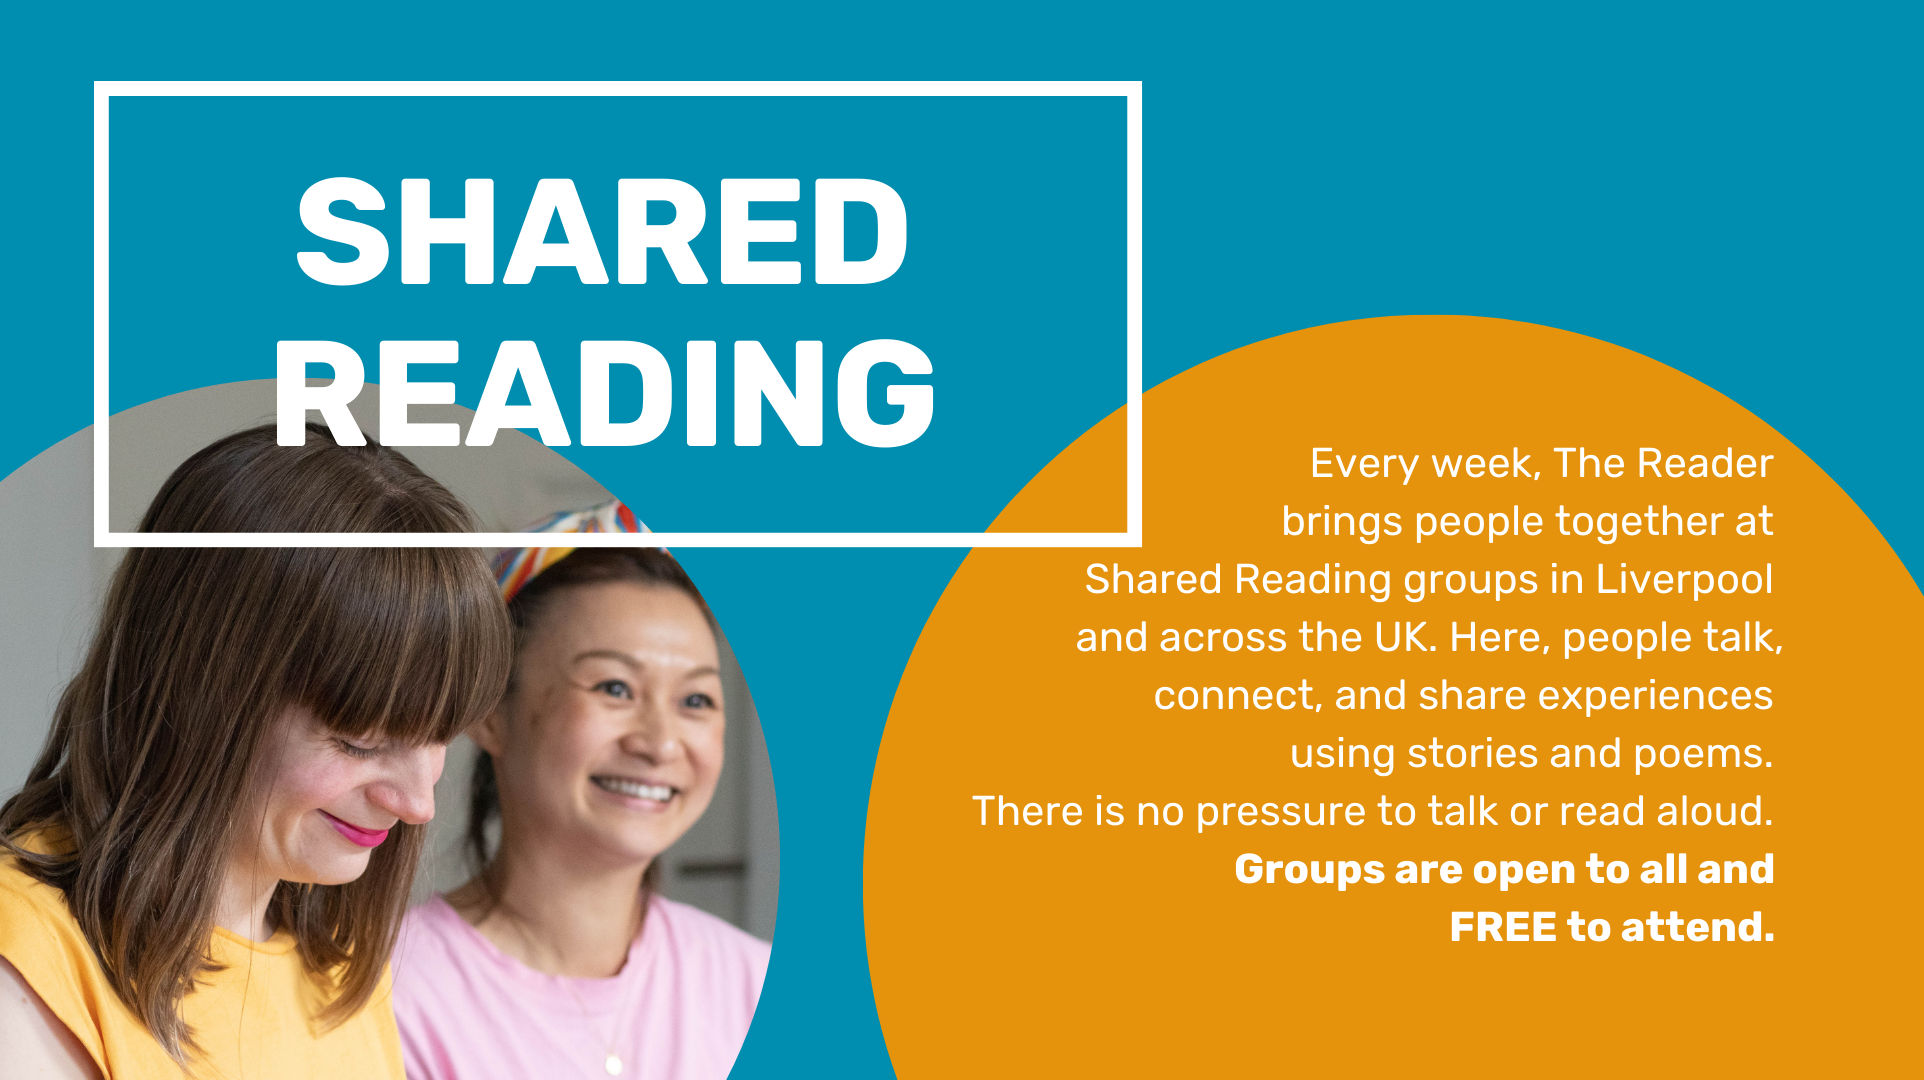 SHARED
READING
Every week, The Reader
brings people together at
Shared Reading groups in Liverpool
and across the UK. Here, people talk,
connect, and share experiences
using stories and poems.
There is no pressure to talk or read aloud.
Groups are open to all and
FREE to attend.